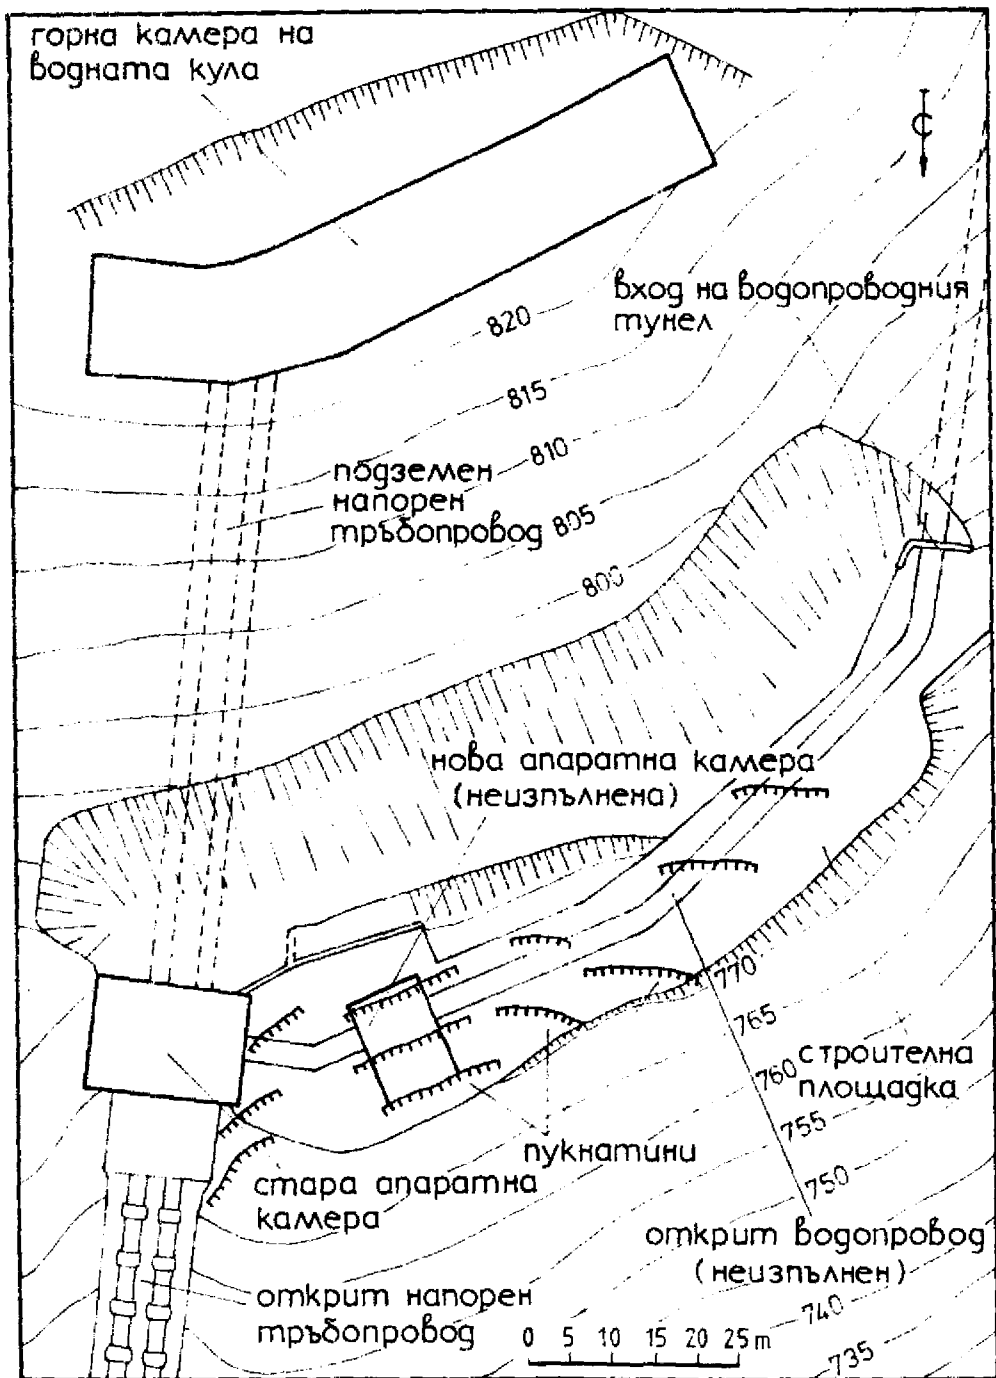 горна камера на
водната кула
С
вход на водопроводния
тунел
820
815
810
805
800
подземен
напорен
тръбопровод
нова апаратна камера
(неизпълнена)
770
765
760
755
750
740
735
строителна
площадка
пукнатини
стара апаратна
камера
открит водопровод
(неизпълнен)
открит напорен
тръбопровод
0 5 10 15 20 25 m